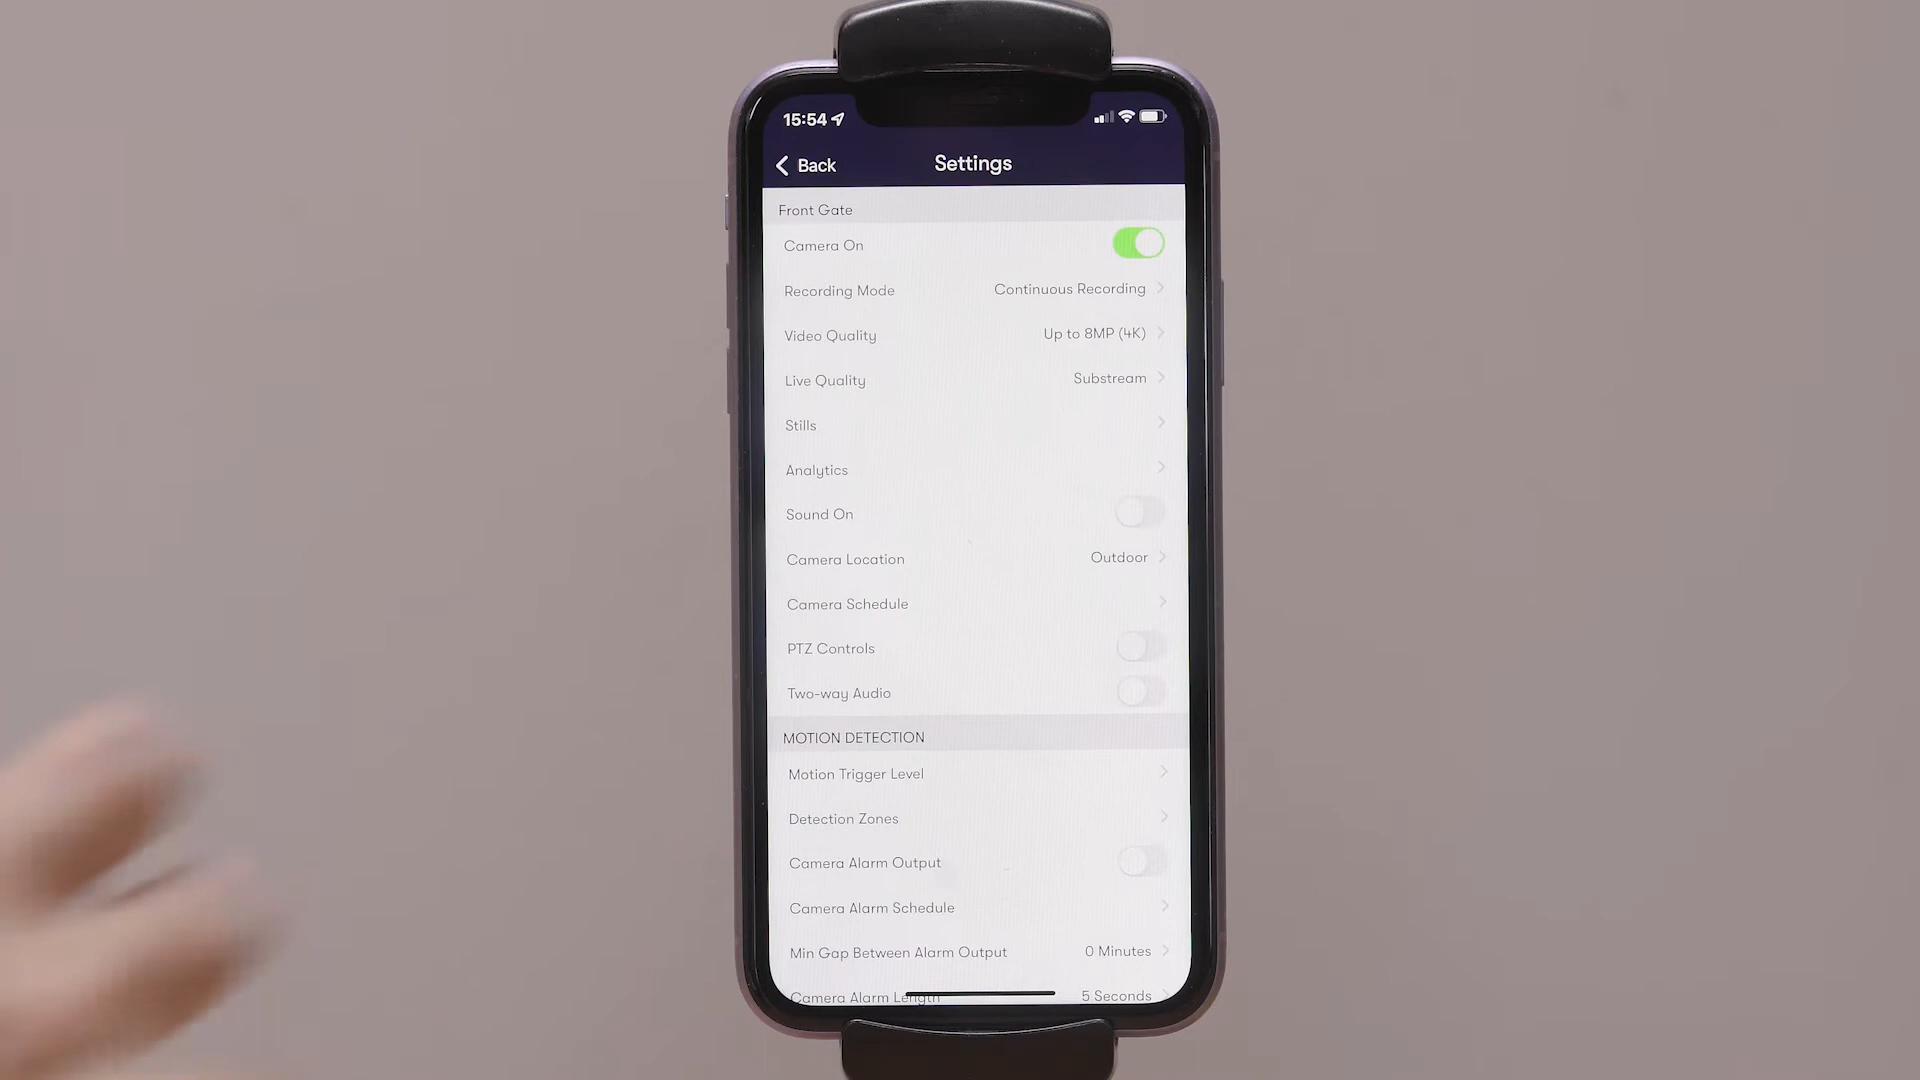 15:54
Back Settings
Front Gate
Camera On
Recording Mode Continuous Recording
Video Quality Up to 8MP (4K)
Live Quality Substream
Stills
Analytics
Sound On
Camera Location Outdoor
Camera Schedule
PTZ Controls
Two-way Audio
MOTION DETECTION
Motion Trigger Level
Detection Zones
Camera Alarm Output
Camera Alarm Schedule
Min Gap Between Alarm Output 0 Minutes
Camera Alarm Length 5 Seconds